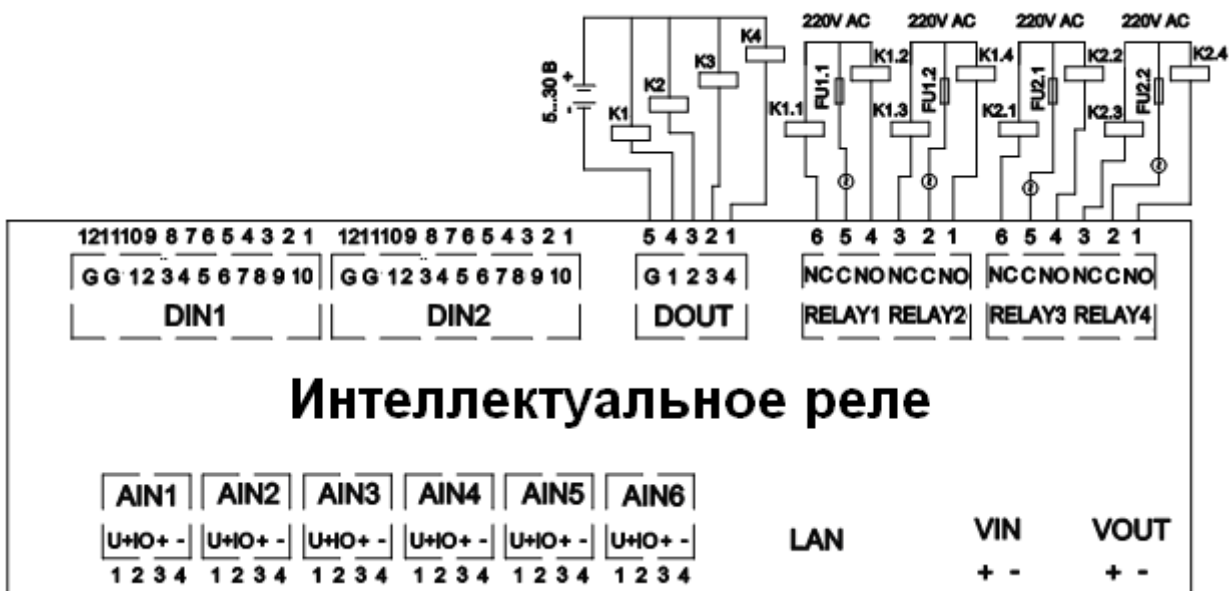 220V AC 220V AC 220V AC 220V AC
K4
K3 K1.2 K1.4 K2.2 K2.4
5...30 В + -
K2
K1 K1.1 FU1.1 K1.3 FU1.2 K2.1 FU2.1 K2.3 FU2.2
12 11 10 9 8 7 6 5 4 3 2 1 12 11 10 9 8 7 6 5 4 3 2 1 5 4 3 2 1 6 5 4 3 2 1 6 5 4 3 2 1
G G 1 2 3 4 5 6 7 8 9 10 G G 1 2 3 4 5 6 7 8 9 10 G 1 2 3 4 NC C NO NC C NO NC C NO NC C NO
DIN1 DIN2 DOUT RELAY1 RELAY2 RELAY3 RELAY4
Интеллектуальное реле
AIN1 AIN2 AIN3 AIN4 AIN5 AIN6
U+IO+ - U+IO+ - U+IO+ - U+IO+ - U+IO+ - U+IO+ - LAN VIN VOUT
1 2 3 4 1 2 3 4 1 2 3 4 1 2 3 4 1 2 3 4 1 2 3 4 + - + -